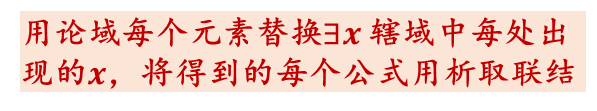 用论域每个元素替换∃x 辖域中每处出
现的x，将得到的每个公式用析取联结